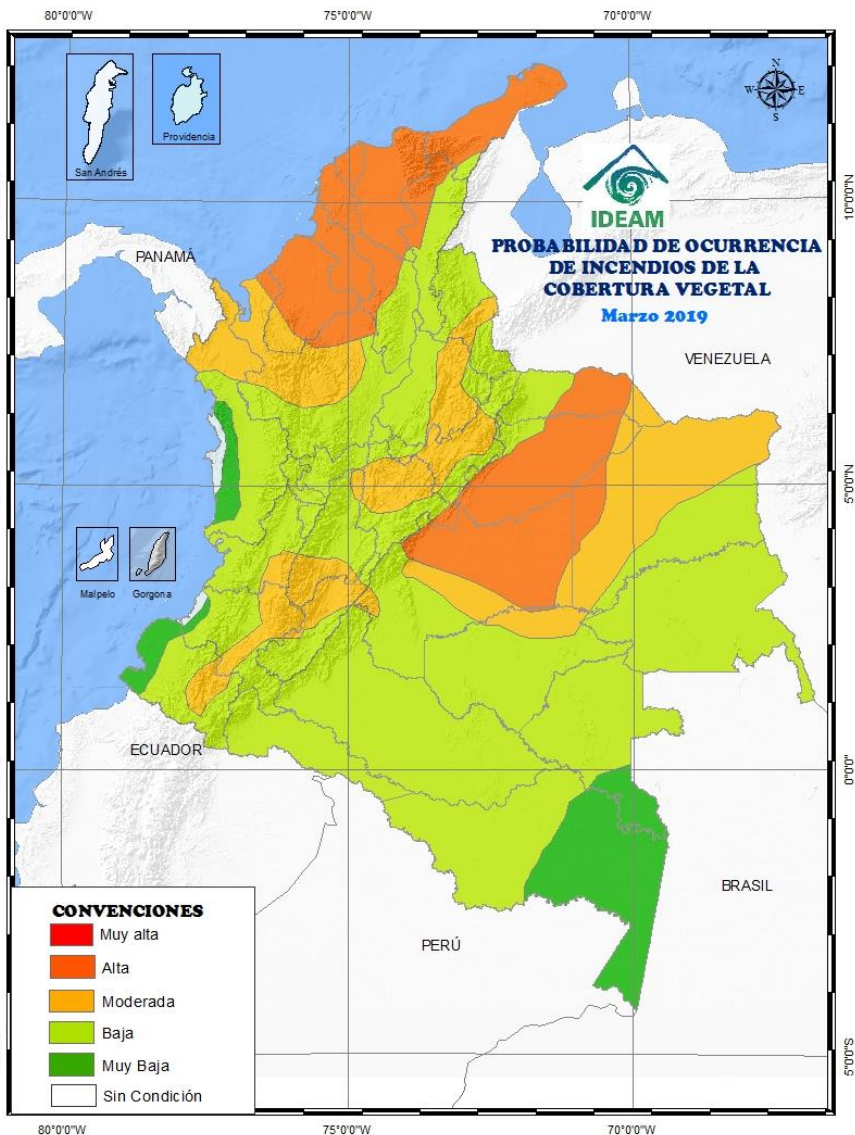 80°0'0"W 75°0'0"W 70°0'0"W
San Andrés
Providencia
N
W E
S
IDEAM
PROBABILIDAD DE OCURRENCIA
DE INCENDIOS DE LA
COBERTURA VEGETAL
Marzo 2019
10°0'0"N
PANAMÁ
VENEZUELA
5°0'0"N
Malpelo Gorgona
ECUADOR
0°0'0"
BRASIL
PERÚ
CONVENCIONES
Muy alta
Alta
Moderada
Baja
Muy Baja
Sin Condición
5°0'0"S
80°0'0"W 75°0'0"W 70°0'0"W